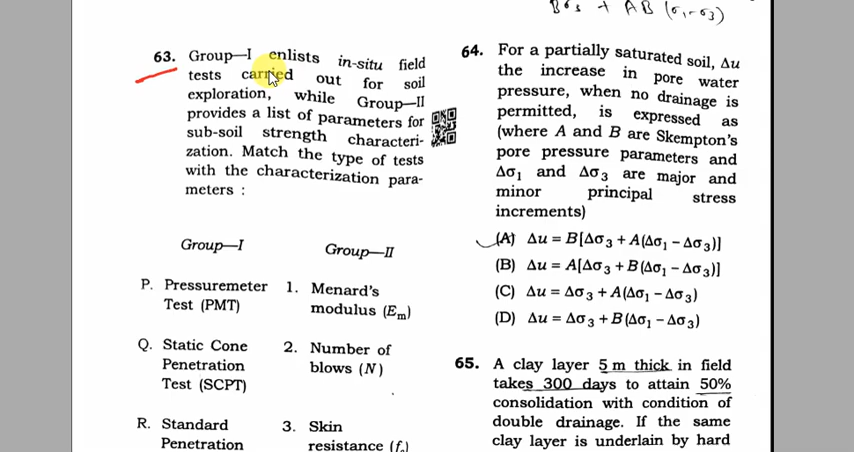 Bσ₃ + AB(σ₁-σ₃)
63. Group—I enlists in-situ field
tests carried out for soil
exploration, while Group—II
provides a list of parameters for
sub-soil strength characteri-
zation. Match the type of tests
with the characterization para-
meters :
Group—I Group—II
P. Pressuremeter 1. Menard's
Test (PMT) modulus (Eₘ)
Q. Static Cone 2. Number of
Penetration blows (N)
Test (SCPT)
R. Standard 3. Skin
Penetration resistance (f
64. For a partially saturated soil, Δu
the increase in pore water
pressure, when no drainage is
permitted, is expressed as
(where A and B are Skempton's
pore pressure parameters and
Δσ₁ and Δσ₃ are major and
minor principal stress
increments)
(A) Δu = B[Δσ₃ + A(Δσ₁ − Δσ₃)]
(B) Δu = A[Δσ₃ + B(Δσ₁ − Δσ₃)]
(C) Δu = Δσ₃ + A(Δσ₁ − Δσ₃)
(D) Δu = Δσ₃ + B(Δσ₁ − Δσ₃)
65. A clay layer 5 m thick in field
takes 300 days to attain 50%
consolidation with condition of
double drainage. If the same
clay layer is underlain by hard